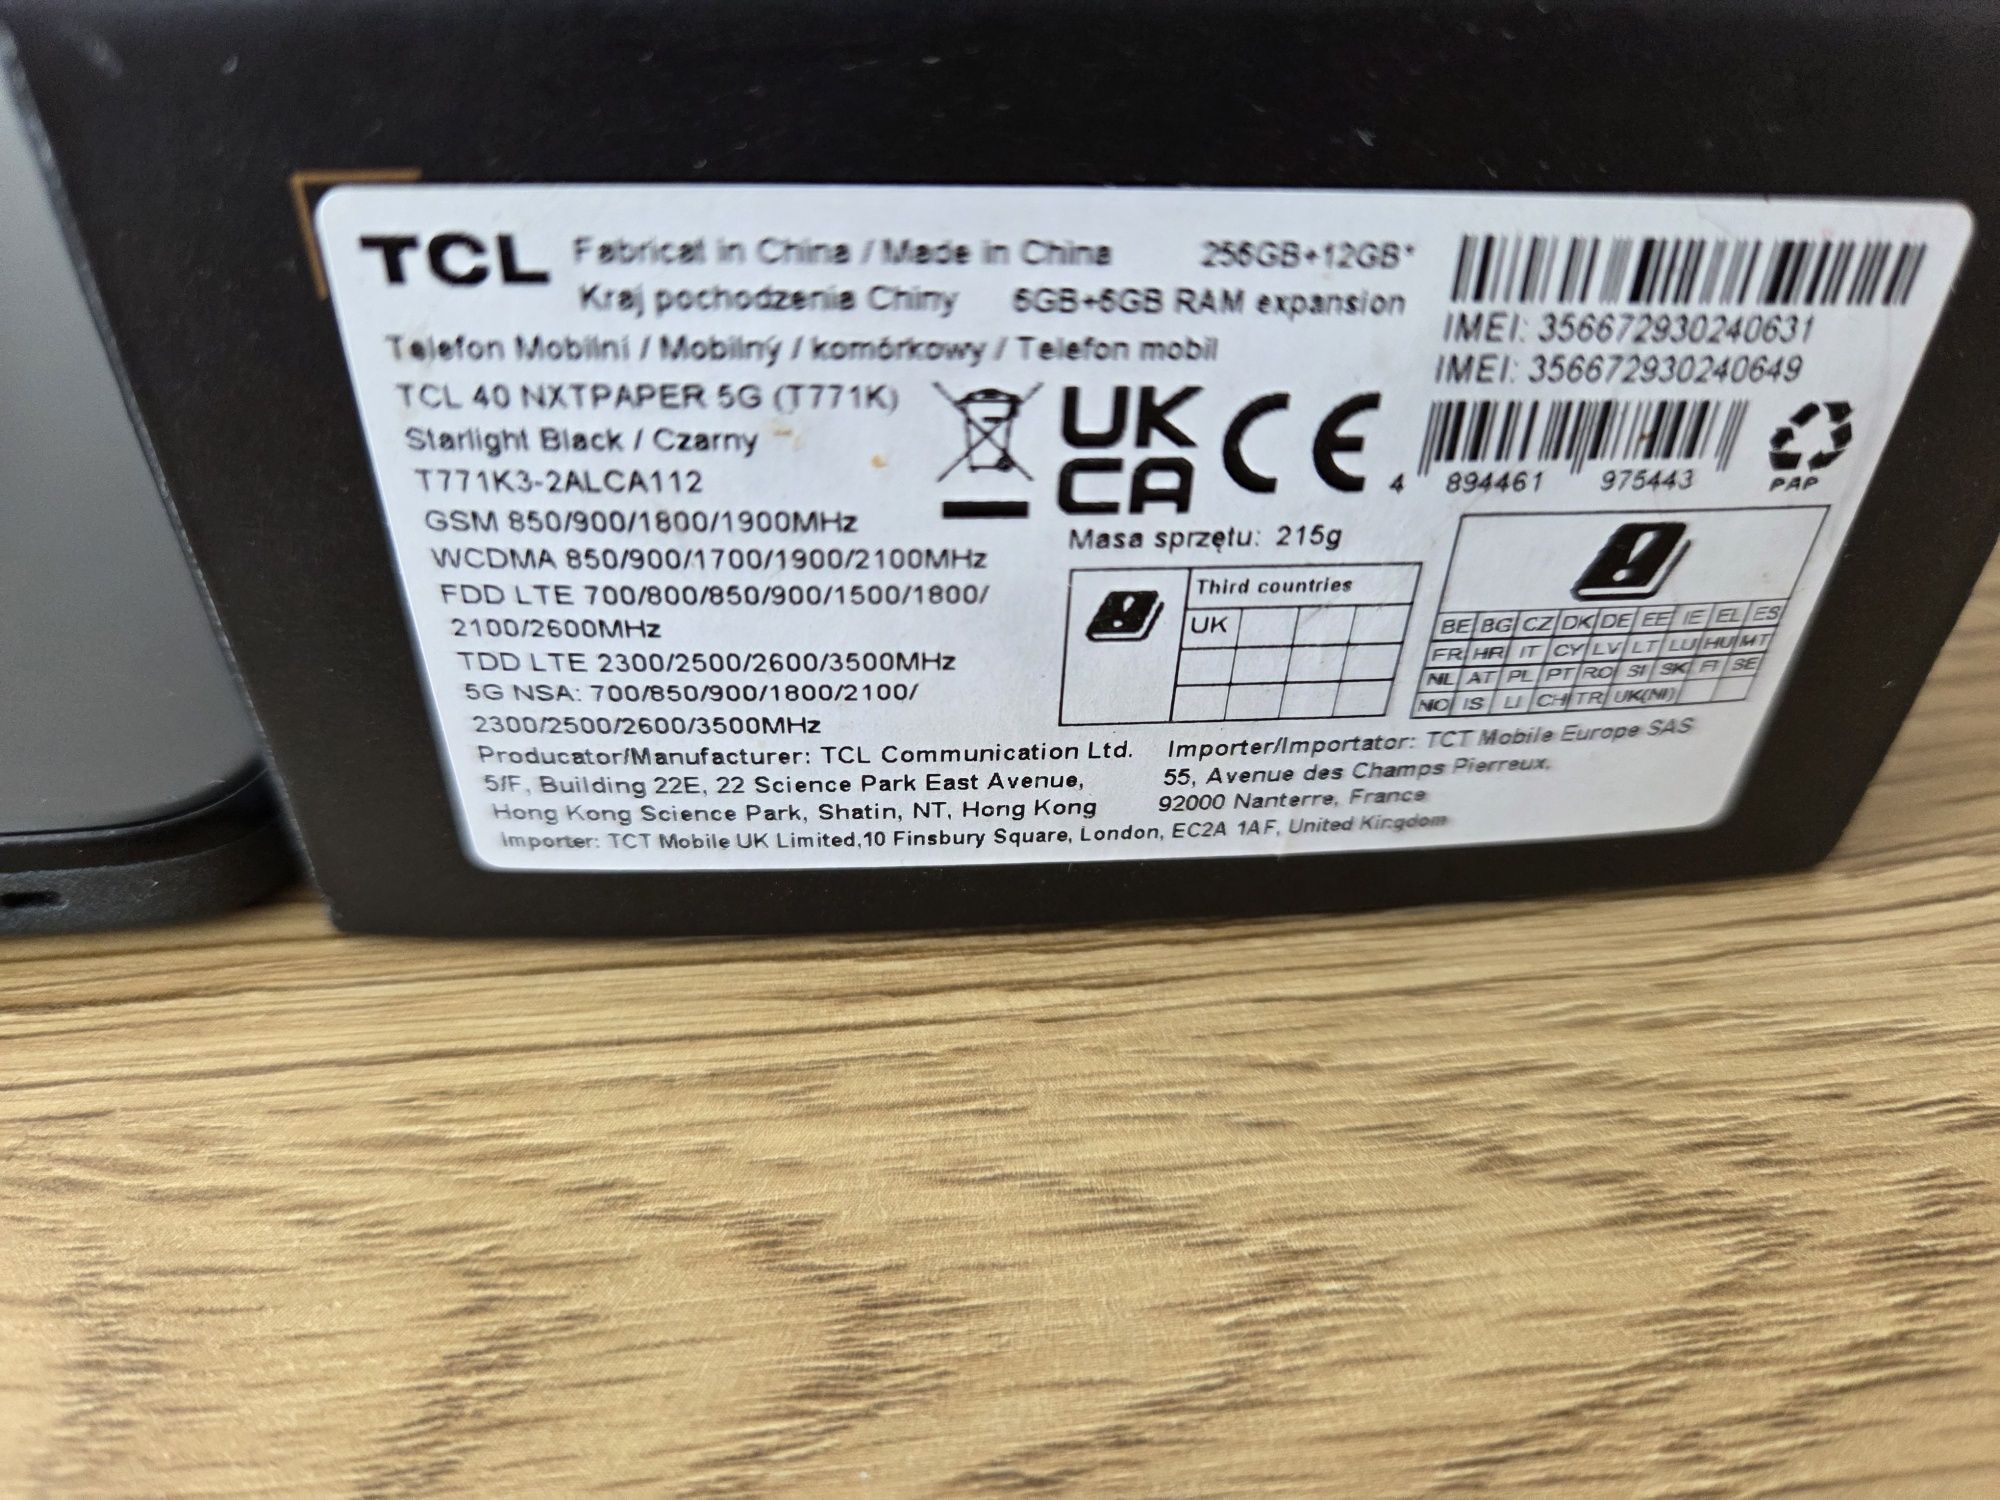 TCL
Fabricat in China / Made in China
256GB+12GB*
Kraj pochodzenia Chiny
6GB+6GB RAM expansion
Telefon Mobilni / Mobilný / komórkowy / Telefon mobil
TCL 40 NXTPAPER 5G (T771K)
Starlight Black / Czarny
T771K3-2ALCA112
GSM 850/900/1800/1900MHz
WCDMA 850/900/1700/1900/2100MHz
FDD LTE 700/800/850/900/1500/1800/
2100/2600MHz
TDD LTE 2300/2500/2600/3500MHz
5G NSA: 700/850/900/1800/2100/
2300/2500/2600/3500MHz
Producator/Manufacturer: TCL Communication Ltd.
5/F, Building 22E, 22 Science Park East Avenue,
Hong Kong Science Park, Shatin, NT, Hong Kong
Importer: TCT Mobile UK Limited,10 Finsbury Square, London, EC2A 1AF, United Kingdom
UK
CA
CE
Masa sprzętu: 215g
Third countries
UK
IMEI: 356672930240631
IMEI: 356672930240649
4 894461 975443
PAP
BE BG CZ DK DE EE IE EL ES
FR HR IT CY LV LT LU HU MT
NL AT PL PT RO SI SK FI SE
NO IS LI CH TR UK(NI)
Importer/Importator: TCT Mobile Europe SAS
55, Avenue des Champs Pierreux,
92000 Nanterre, France